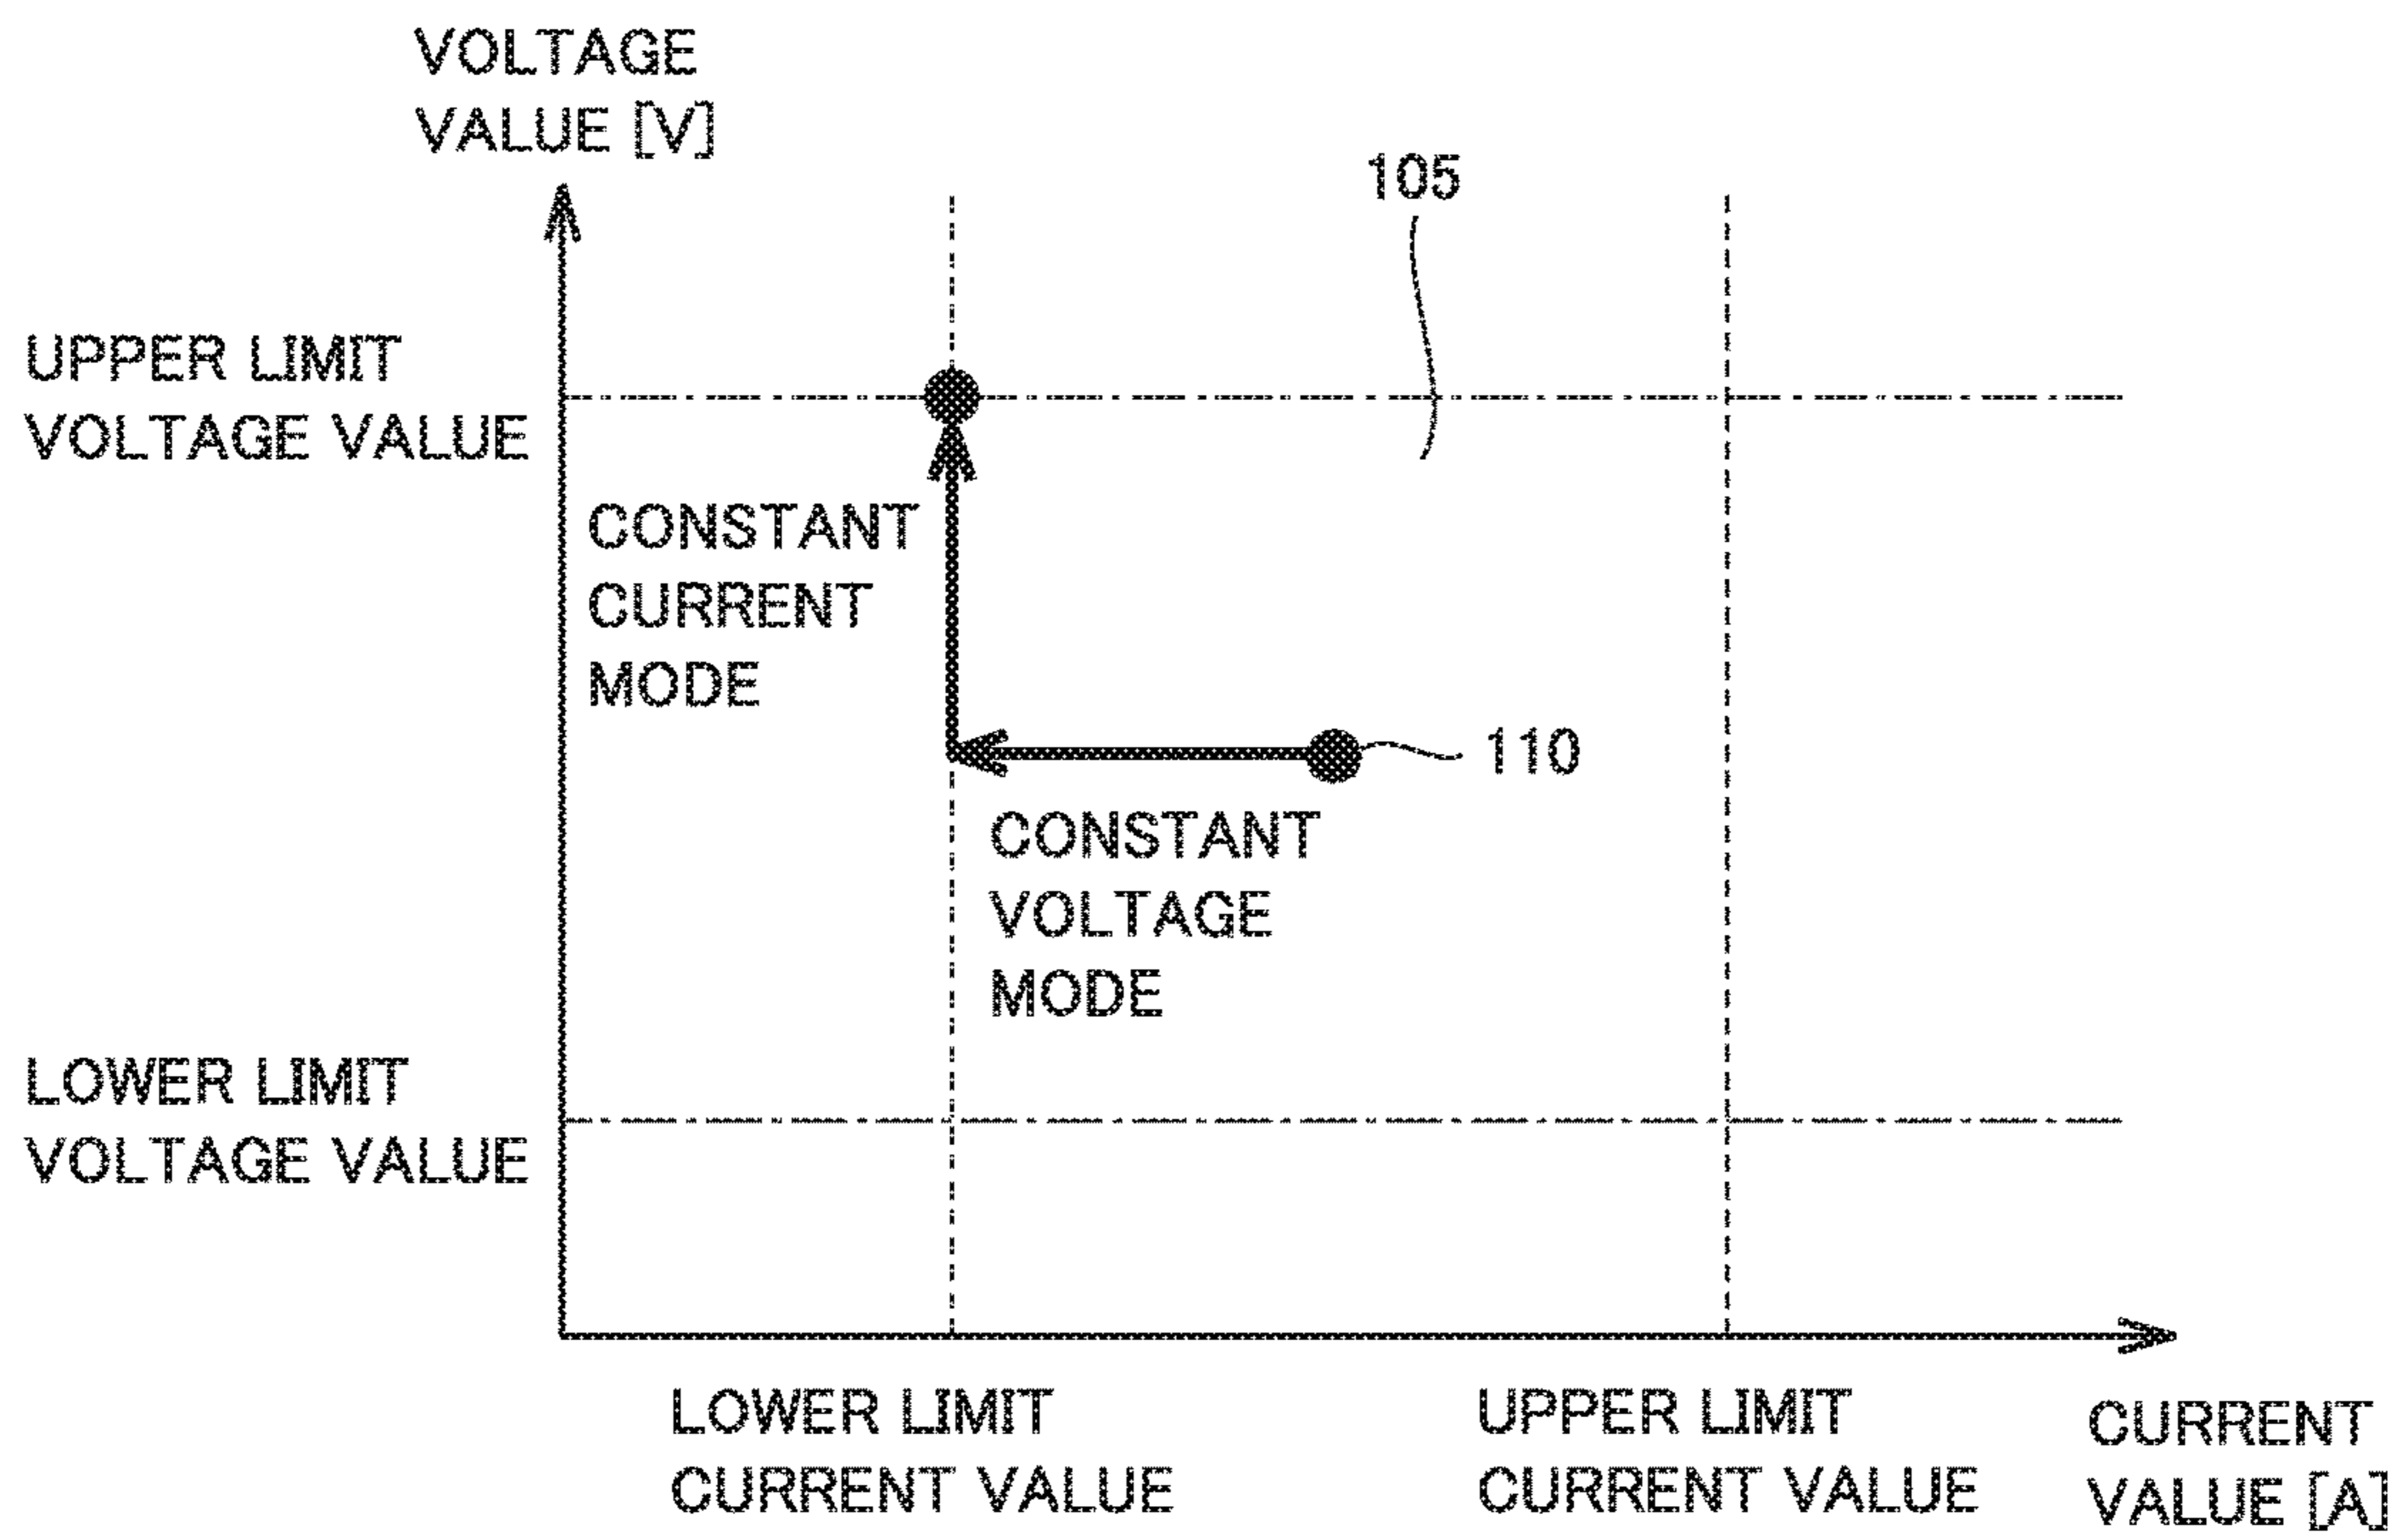 VOLTAGE
VALUE [V]
105
UPPER LIMIT
VOLTAGE VALUE
CONSTANT
CURRENT
MODE
110
CONSTANT
VOLTAGE
MODE
LOWER LIMIT
VOLTAGE VALUE
LOWER LIMIT
CURRENT VALUE
UPPER LIMIT
CURRENT VALUE
CURRENT
VALUE [A]